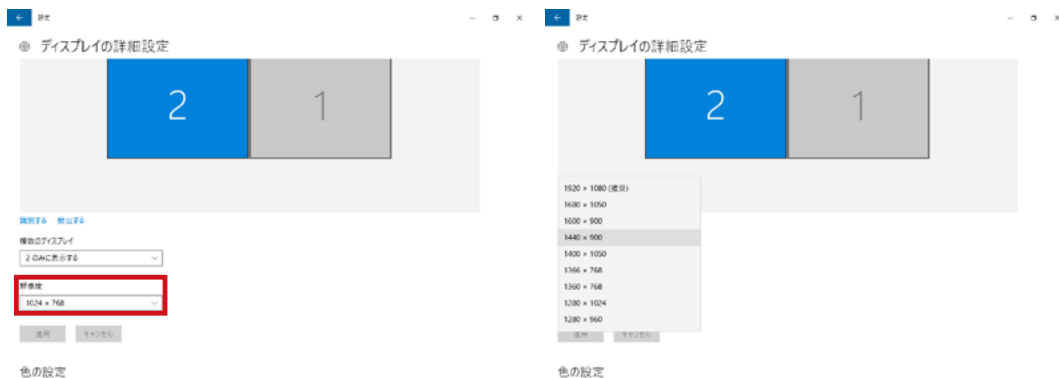 設定
ディスプレイの詳細設定
2
1
識別する 検出する
複数のディスプレイ
2 のみに表示する
解像度
1024 × 768
適用 キャンセル
色の設定
設定
ディスプレイの詳細設定
2
1
1920 × 1080 (推奨)
1680 × 1050
1600 × 900
1440 × 900
1400 × 1050
1366 × 768
1360 × 768
1280 × 1024
1280 × 960
適用 キャンセル
色の設定